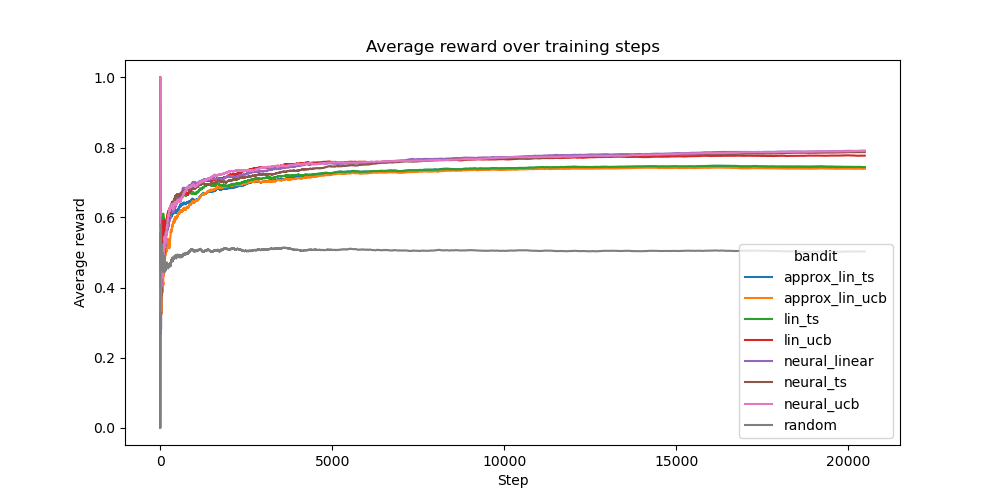 Average reward over training steps
Average reward
1.0
0.8
0.6
0.4
0.2
0.0
0
5000
10000
15000
20000
Step
bandit
approx_lin_ts
approx_lin_ucb
lin_ts
lin_ucb
neural_linear
neural_ts
neural_ucb
random